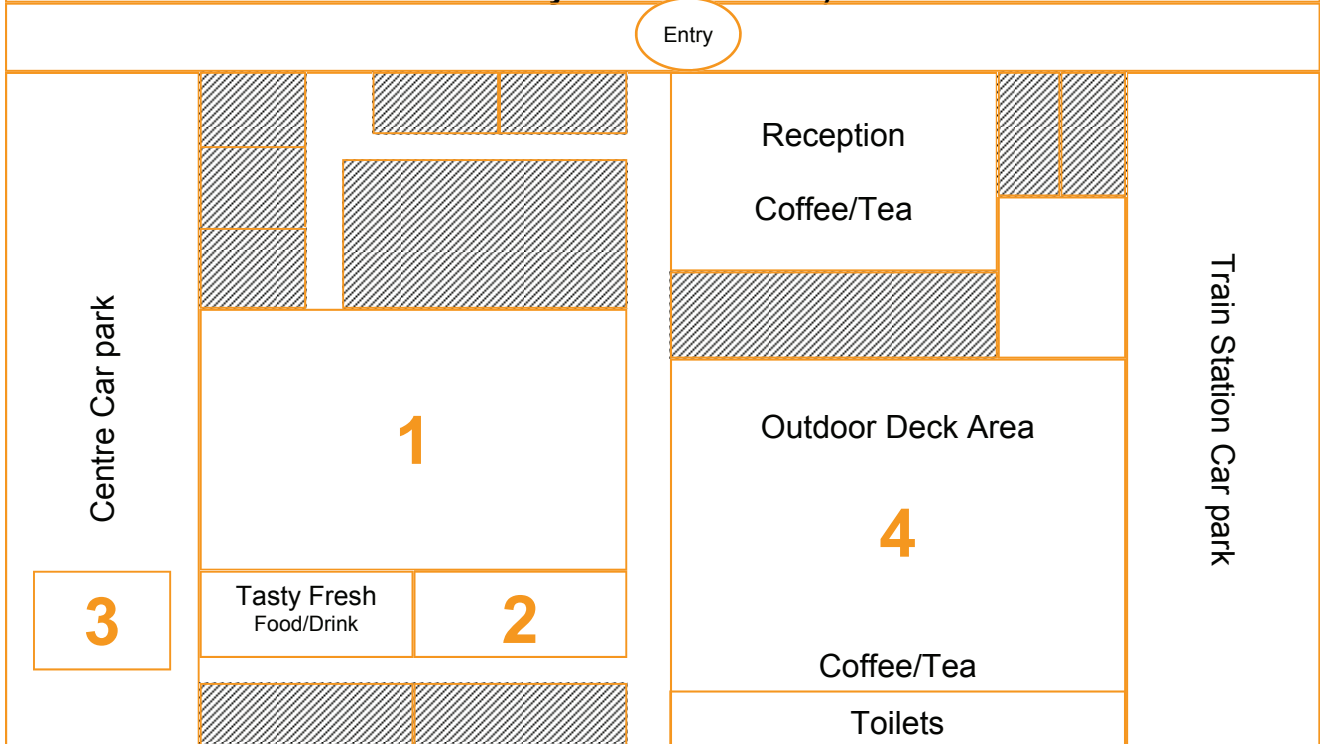 Entry
Reception
Coffee/Tea
Centre Car park
Train Station Car park
1
Outdoor Deck Area
4
3
Tasty Fresh
Food/Drink
2
Coffee/Tea
Toilets